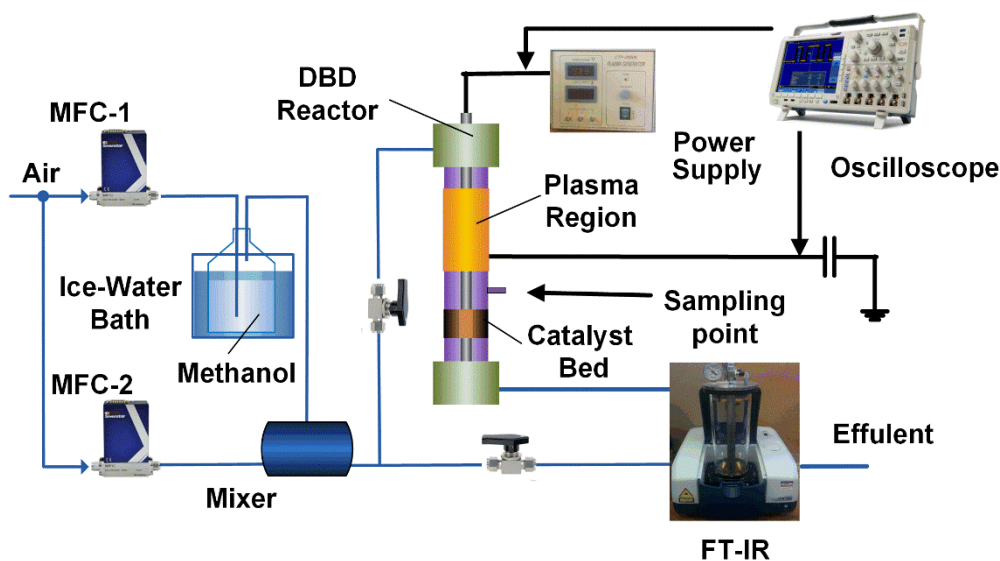 DBD
Reactor
MFC-1
Air
Power
Supply
Oscilloscope
Plasma
Region
Ice-Water
Bath
Methanol
Sampling
point
Catalyst
Bed
MFC-2
Mixer
Effulent
FT-IR